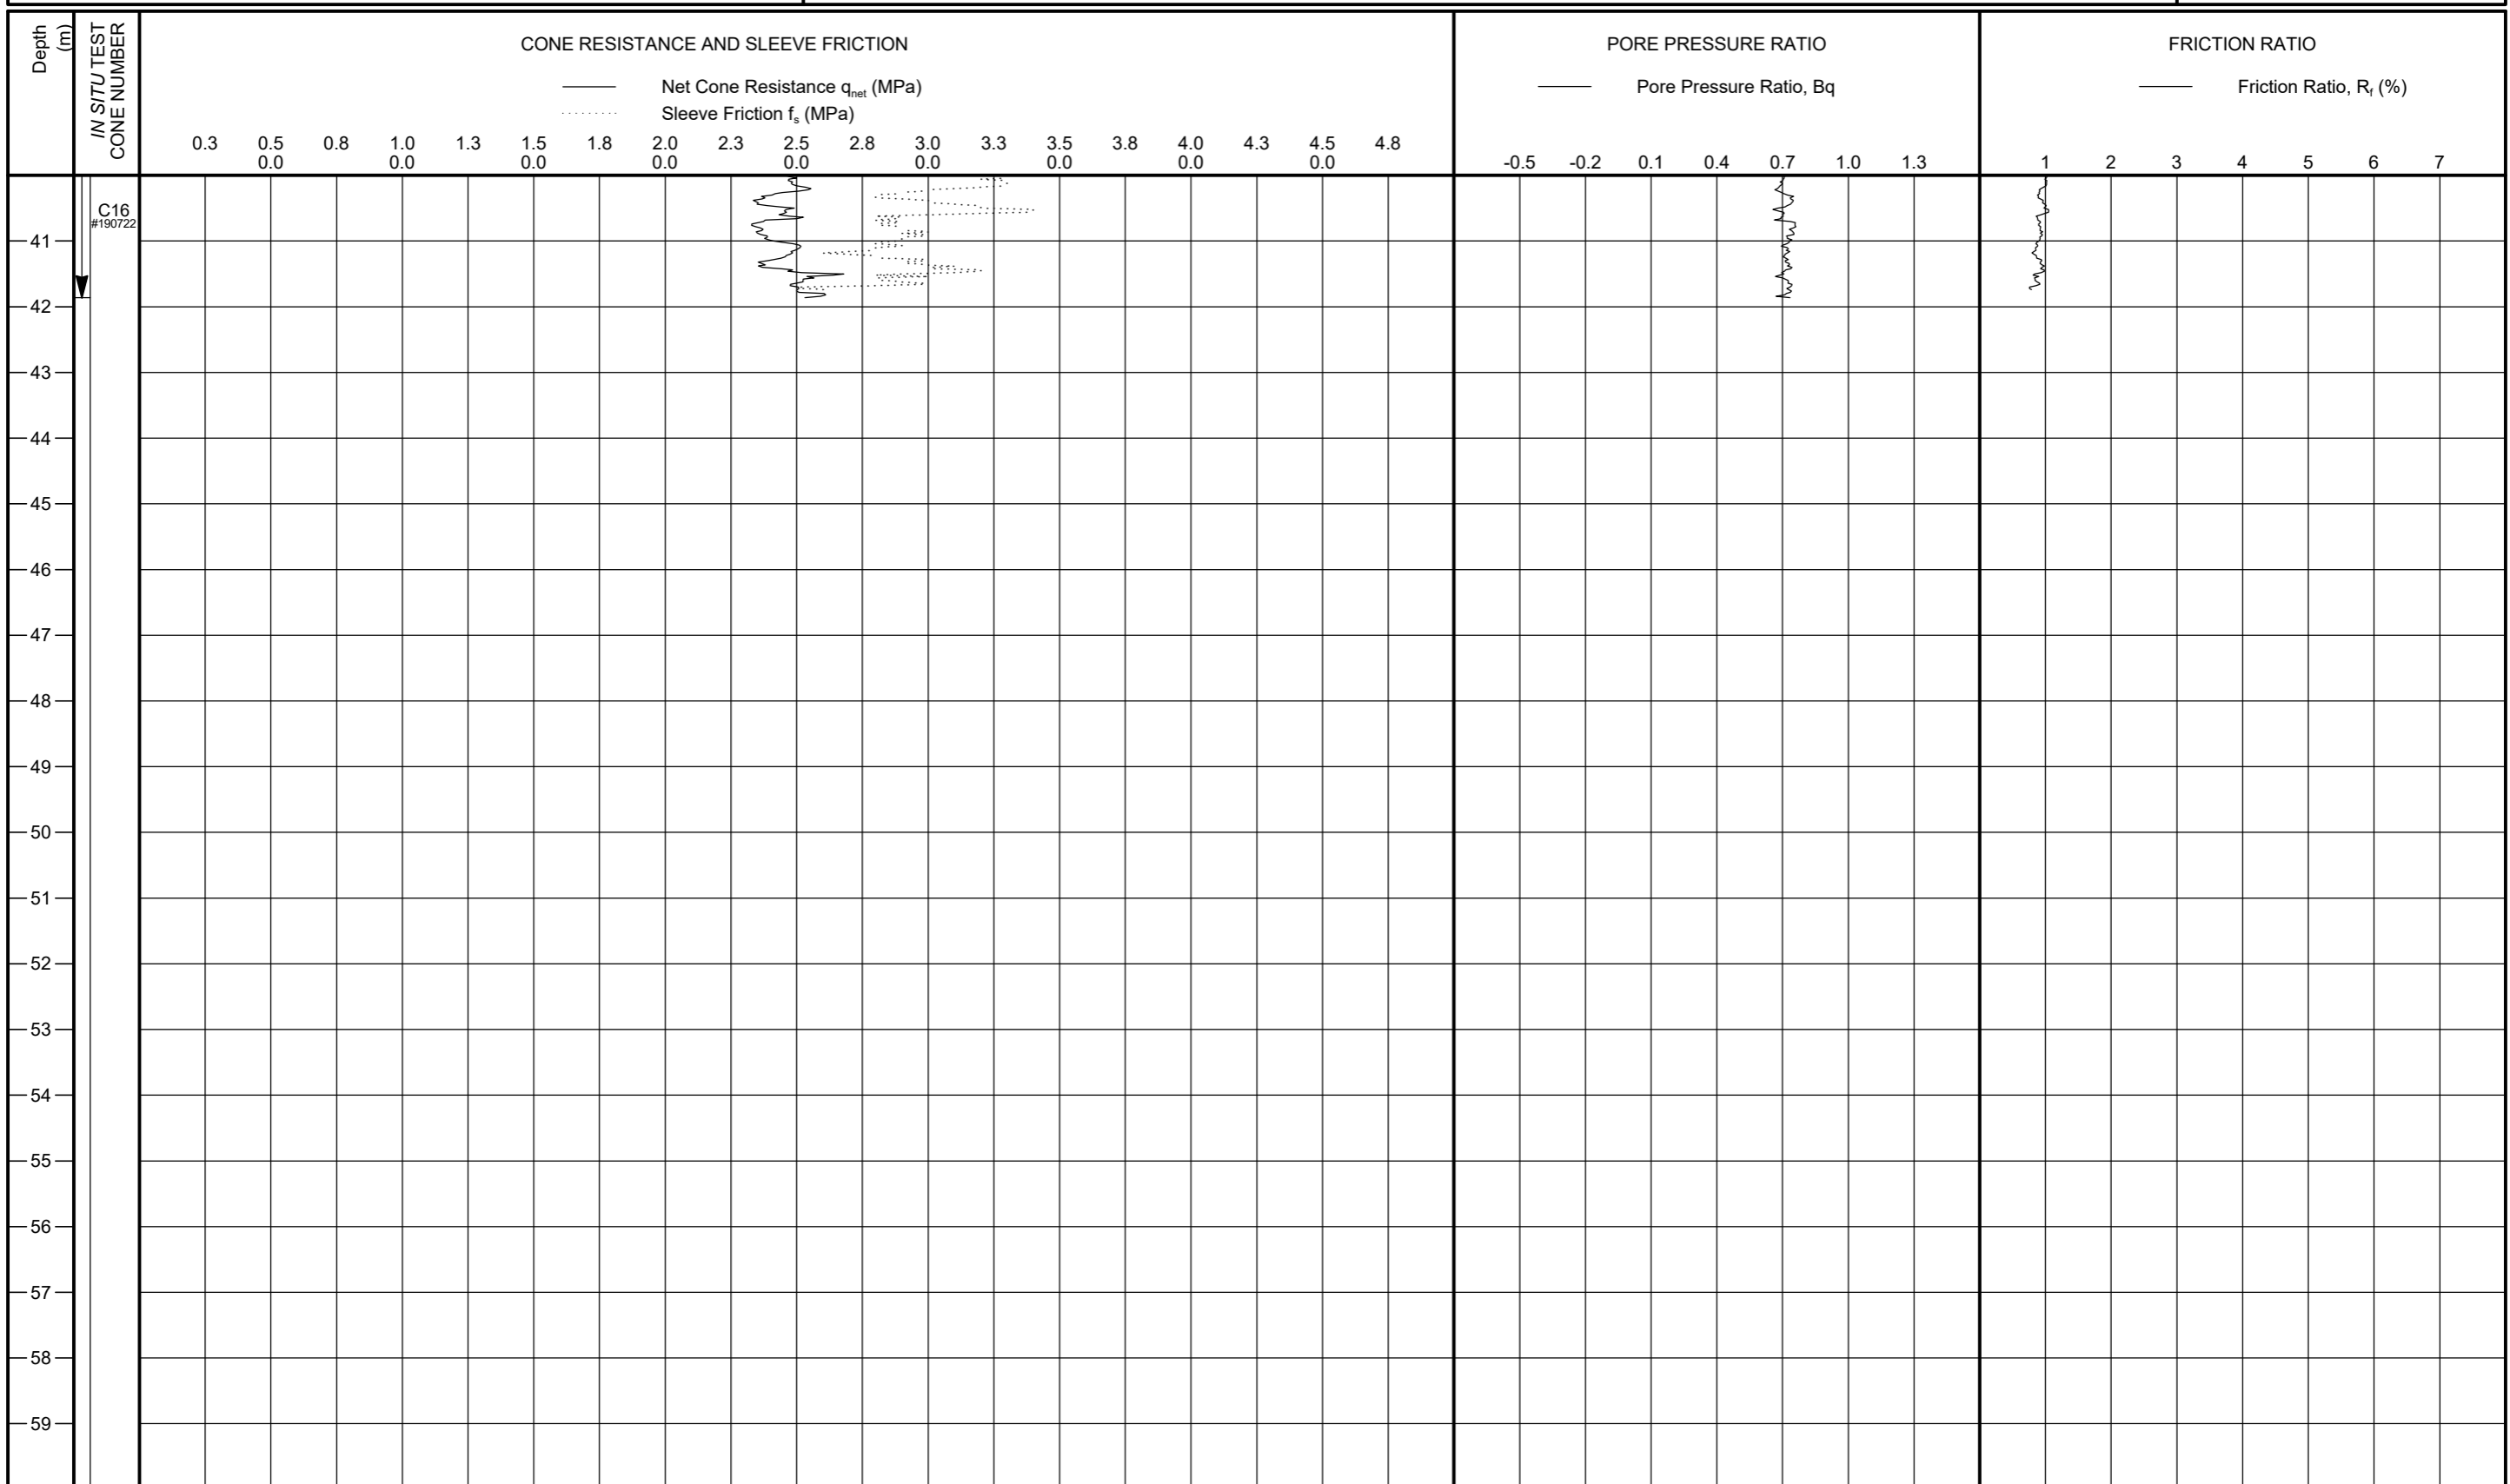 Depth
(m)
IN SITU TEST
CONE NUMBER
CONE RESISTANCE AND SLEEVE FRICTION
Net Cone Resistance qnet (MPa)
Sleeve Friction fs (MPa)
0.3 0.5 0.8 1.0 1.3 1.5 1.8 2.0 2.3 2.5 2.8 3.0 3.3 3.5 3.8 4.0 4.3 4.5 4.8
0.0 0.0 0.0 0.0 0.0 0.0 0.0 0.0 0.0
PORE PRESSURE RATIO
Pore Pressure Ratio, Bq
-0.5 -0.2 0.1 0.4 0.7 1.0 1.3
FRICTION RATIO
Friction Ratio, Rf (%)
1 2 3 4 5 6 7
C16
#190722
41
42
43
44
45
46
47
48
49
50
51
52
53
54
55
56
57
58
59